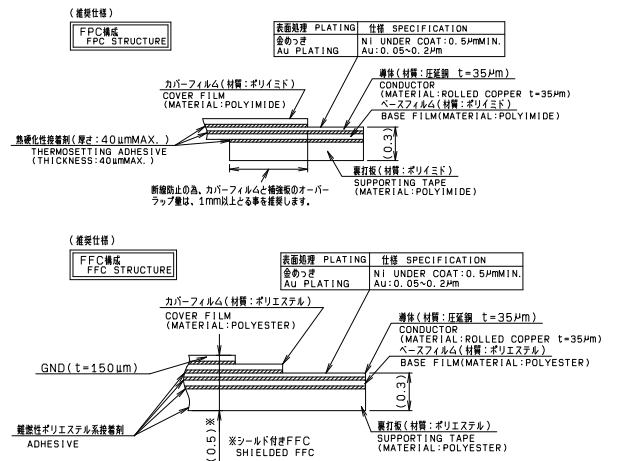 (推奨仕様)
FPC構成
FPC STRUCTURE
表面処理 PLATING 仕様 SPECIFICATION
金めっき Ni UNDER COAT:0.5μmMIN.
Au PLATING Au:0.05~0.2μm
カバーフィルム(材質:ポリイミド)
COVER FILM
(MATERIAL:POLYIMIDE)
導体(材質:圧延銅 t=35μm)
CONDUCTOR
(MATERIAL:ROLLED COPPER t=35μm)
ベースフィルム(材質:ポリイミド)
BASE FILM(MATERIAL:POLYIMIDE)
熱硬化性接着剤(厚さ:40μmMAX.)
THERMOSETTING ADHESIVE
(THICKNESS:40μmMAX.)
(0.3)
裏打板(材質:ポリイミド)
SUPPORTING TAPE
(MATERIAL:POLYIMIDE)
断線防止の為、カバーフィルムと補強板のオーバー
ラップ量は、1mm以上とる事を推奨します。
(推奨仕様)
FFC構成
FFC STRUCTURE
表面処理 PLATING 仕様 SPECIFICATION
金めっき Ni UNDER COAT:0.5μmMIN.
Au PLATING Au:0.05~0.2μm
カバーフィルム(材質:ポリエステル)
COVER FILM
(MATERIAL:POLYESTER)
導体(材質:圧延銅 t=35μm)
CONDUCTOR
(MATERIAL:ROLLED COPPER t=35μm)
ベースフィルム(材質:ポリエステル)
BASE FILM(MATERIAL:POLYESTER)
GND(t=150μm)
(0.3)
難燃性ポリエステル系接着剤
ADHESIVE
(0.5)※
※シールド付きFFC
SHIELDED FFC
裏打板(材質:ポリエステル)
SUPPORTING TAPE
(MATERIAL:POLYESTER)